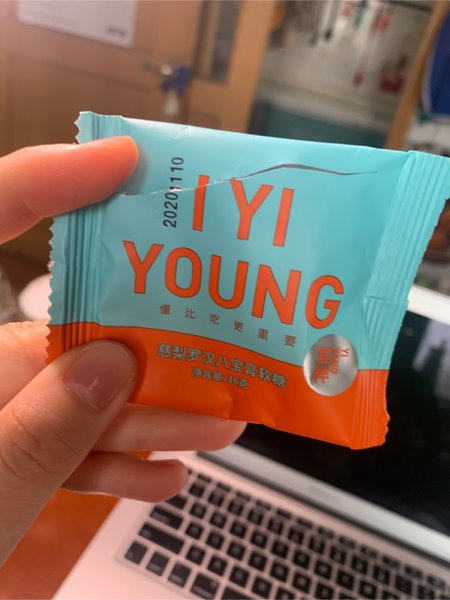 20201110
I YI
YOUNG
懂比吃更重要
慈梨罗汉八宝膏软糖
净含量:16克
YI